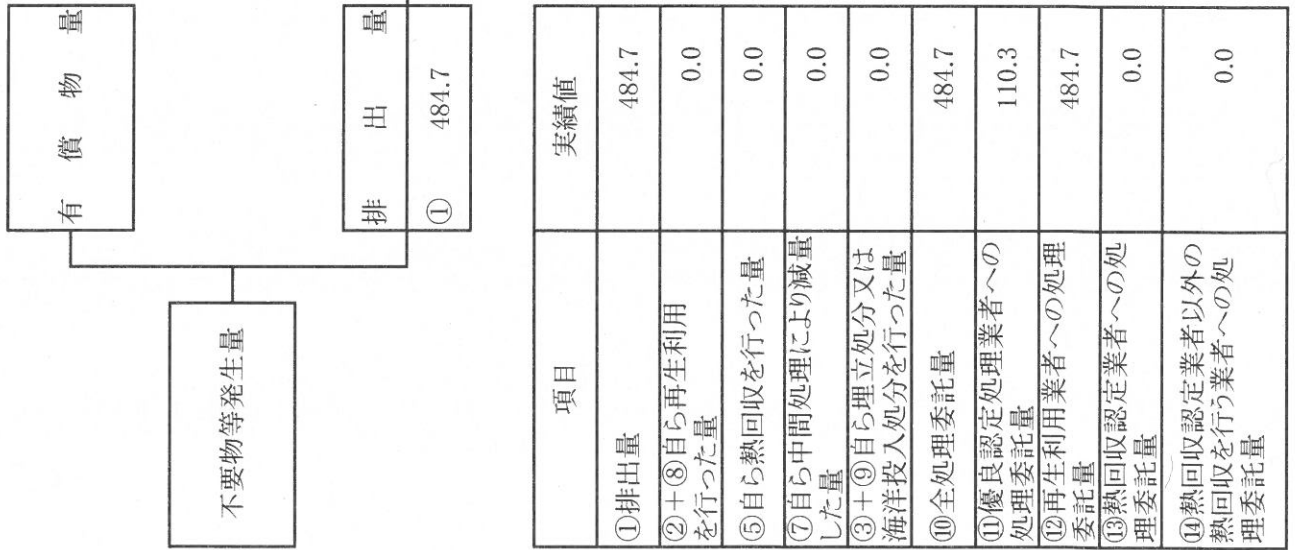 有償物量
不要物等発生量
排出量
① 484.7
項目 実績値
①排出量 484.7
②+⑧自ら再生利用
を行った量 0.0
⑤自ら熱回収を行った量 0.0
⑦自ら中間処理により減量
した量 0.0
③+⑨自ら埋立処分又は
海洋投入処分を行った量 0.0
⑩全処理委託量 484.7
⑪優良認定処理業者への
処理委託量 110.3
⑫再生利用業者への処理
委託量 484.7
⑬熱回収認定業者への処
理委託量 0.0
⑭熱回収認定業者以外の
熱回収を行う業者への処
理委託量 0.0